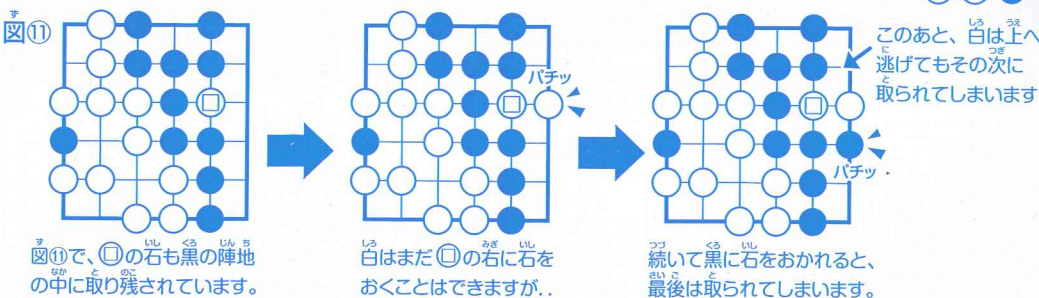 図⑪
図⑪で、□の石も黒の陣地
の中に取り残されています。
パチッ
白はまだ□の右に石を
おくことはできますが‥
このあと、白は上へ
逃げてもその次に
取られてしまいます
パチッ
続いて黒に石をおかれると、
最後は取られてしまいます。